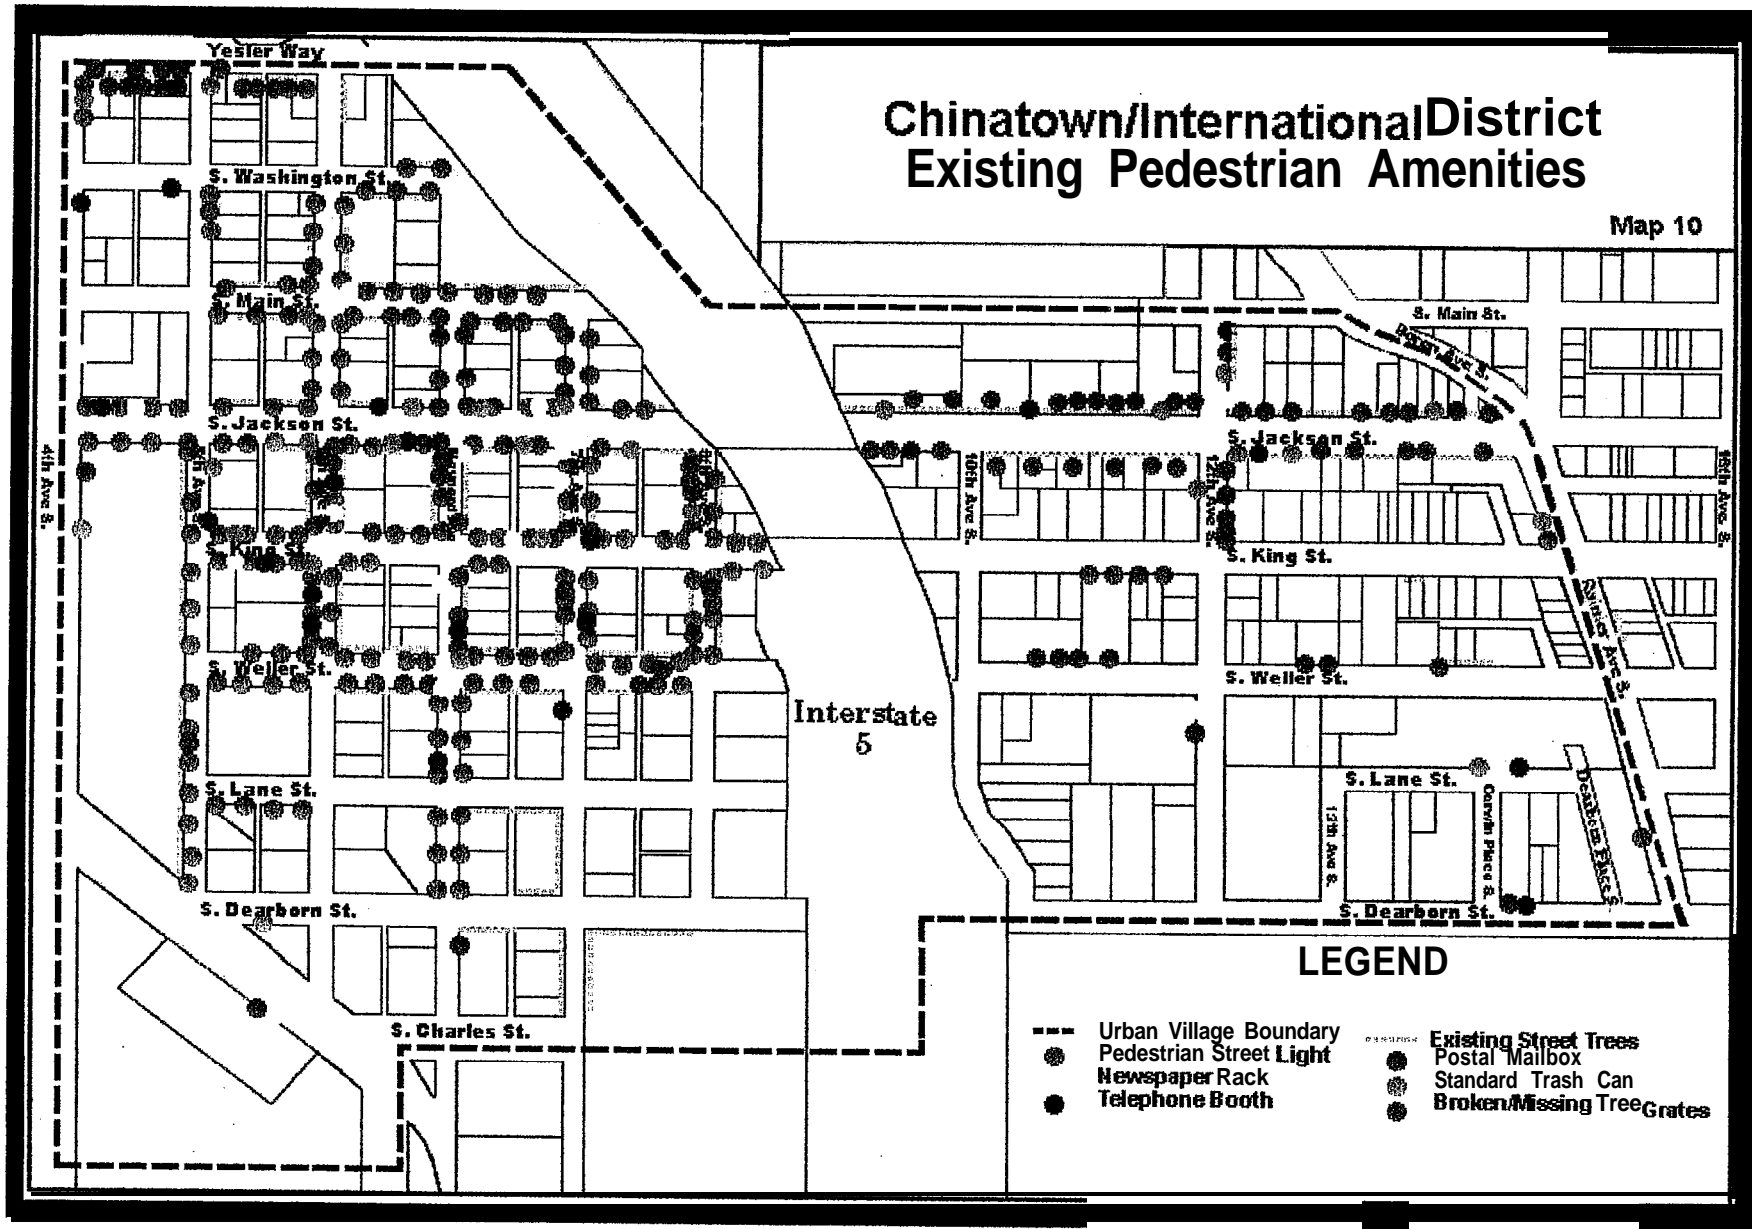 Yesler Way
Chinatown/International District
Existing Pedestrian Amenities
Map 10
S. Washington St.
S. Main St.
S. Main St.
S. Jackson St.
S. Jackson St.
4th Ave S.
10th Ave S.
12th Ave S.
S. King St.
S. King St.
Rainier Ave S.
S. Weller St.
S. Weller St.
Interstate
5
S. Lane St.
S. Lane St.
12th Ave S.
Corwin Place S.
Dearborn Place S.
S. Dearborn St.
S. Dearborn St.
S. Charles St.
LEGEND
Urban Village Boundary
Pedestrian Street Light
Newspaper Rack
Telephone Booth
Existing Street Trees
Postal Mailbox
Standard Trash Can
Broken/Missing Tree Grates